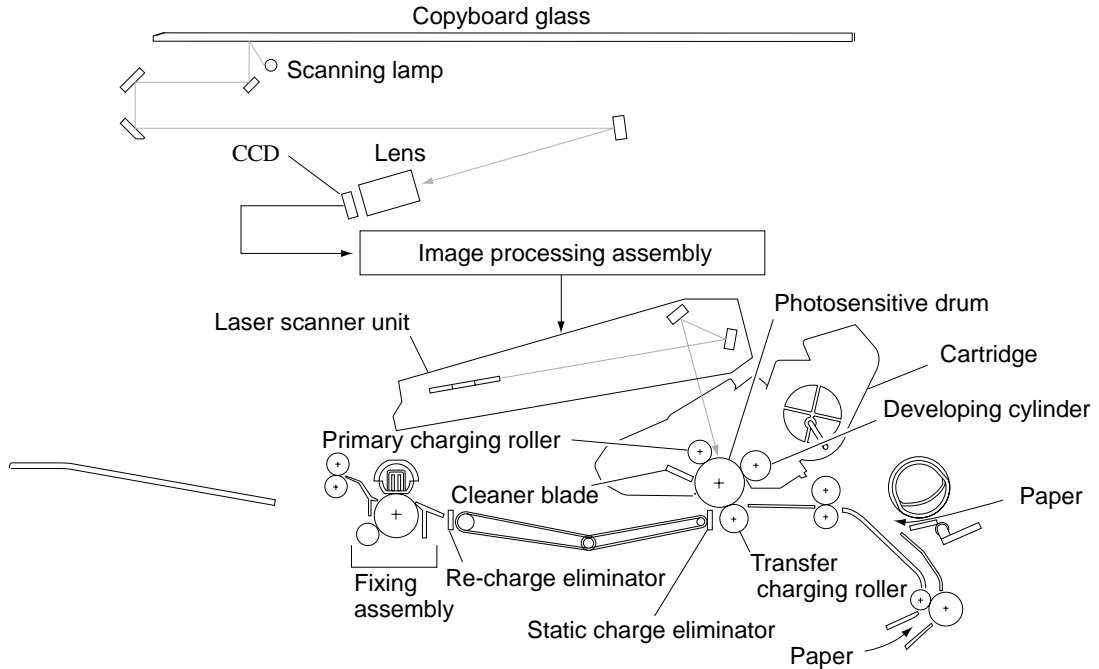 Copyboard glass
Scanning lamp
CCD
Lens
Image processing assembly
Photosensitive drum
Laser scanner unit
Cartridge
Developing cylinder
Primary charging roller
Cleaner blade
Paper
Transfer
charging roller
Re-charge eliminator
Fixing
assembly
Static charge eliminator
Paper